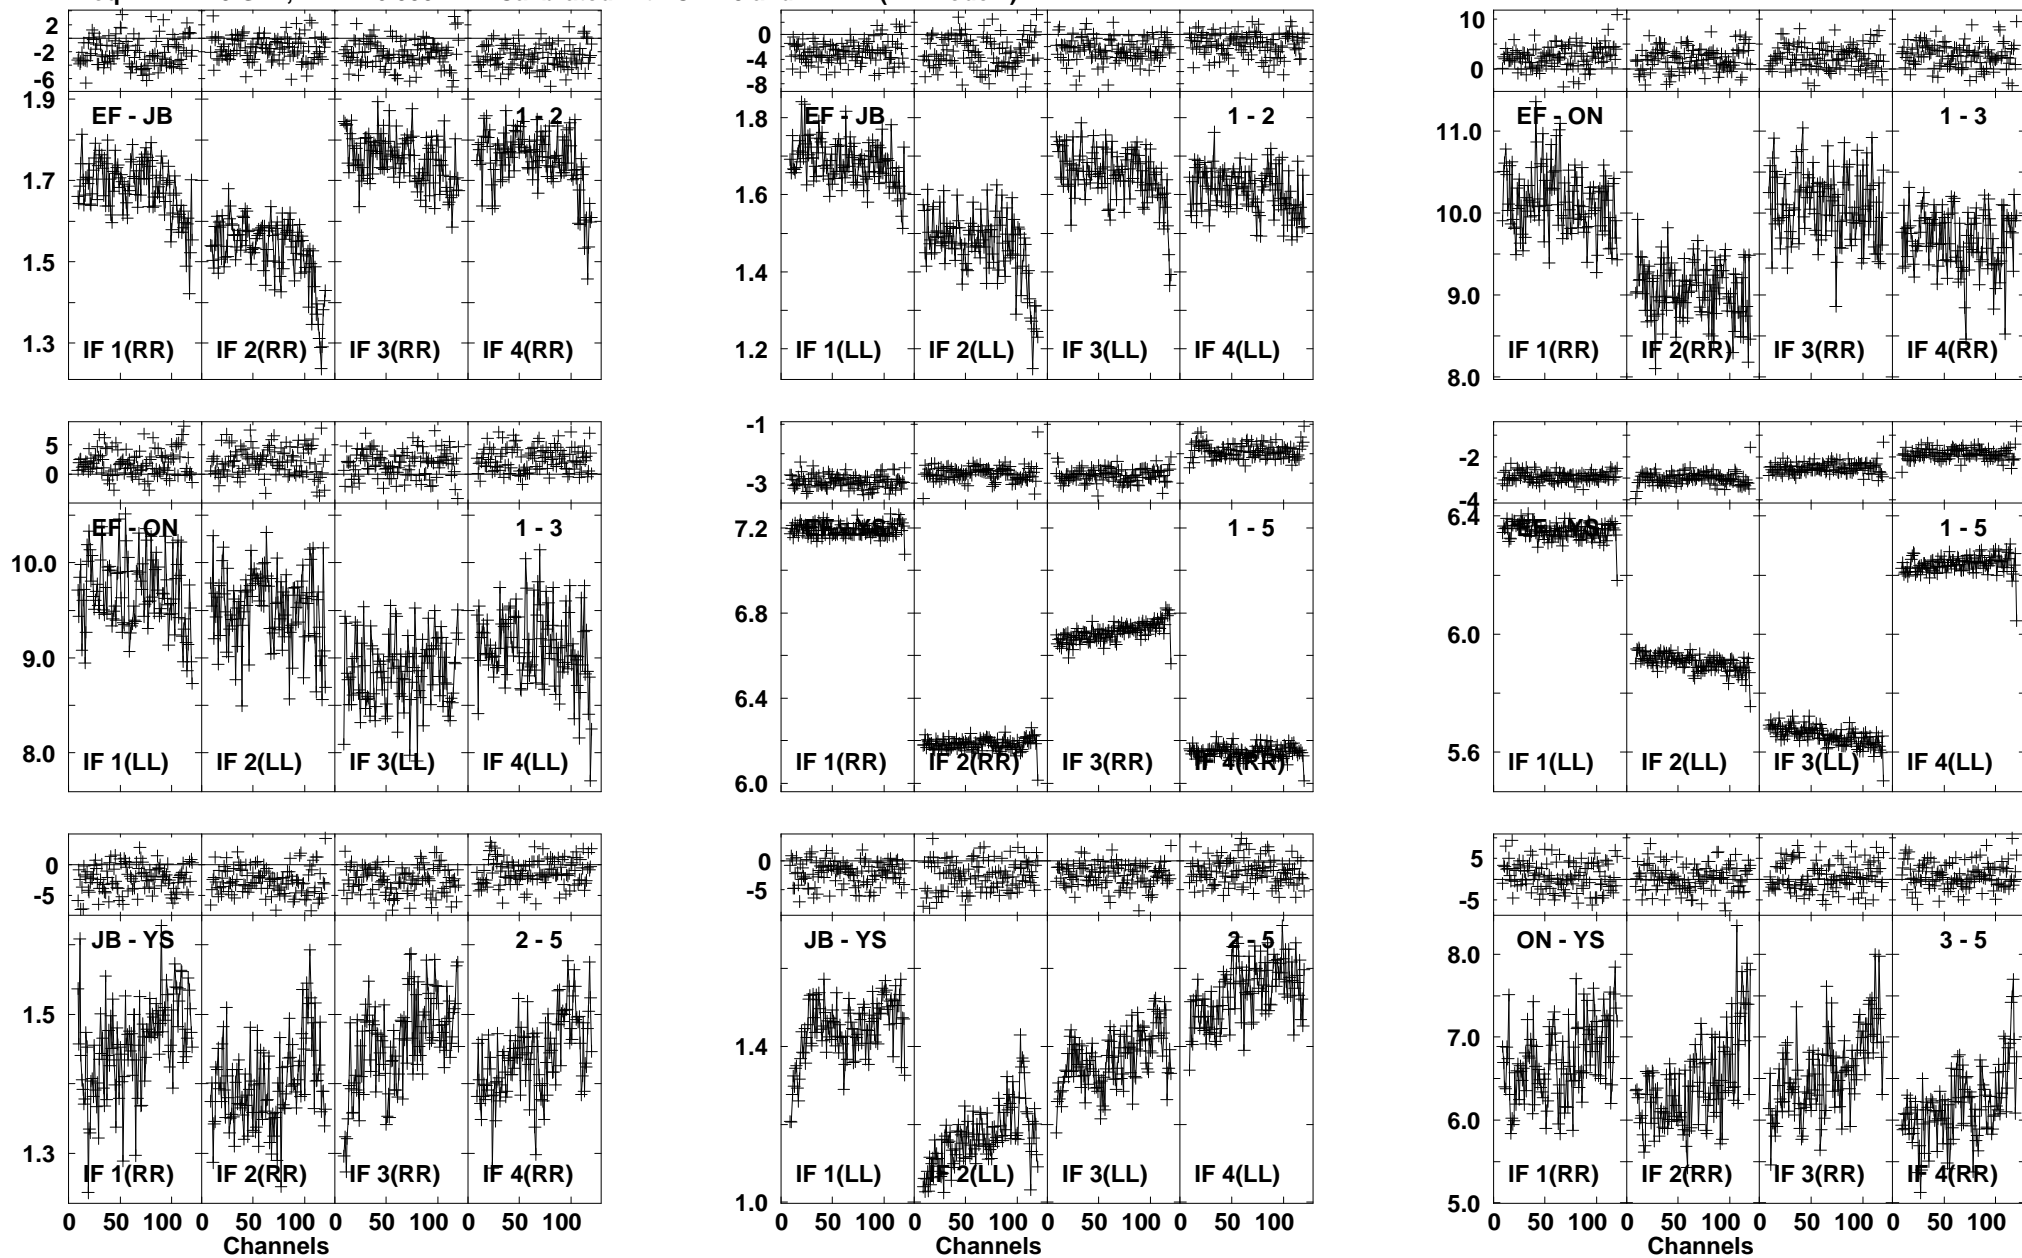 2
-2
-6
1.9
EF - JB
1 - 2
1.7
1.5
1.3
IF 1(RR)
IF 2(RR)
IF 3(RR)
IF 4(RR)
0
-4
-8
1.8
EF - JB
1 - 2
1.6
1.4
1.2
IF 1(LL)
IF 2(LL)
IF 3(LL)
IF 4(LL)
10
0
11.0
EF - ON
1 - 3
10.0
9.0
8.0
IF 1(RR)
IF 2(RR)
IF 3(RR)
IF 4(RR)
5
0
EF - ON
1 - 3
10.0
9.0
8.0
IF 1(LL)
IF 2(LL)
IF 3(LL)
IF 4(LL)
-1
-3
7.2
EF - YS
1 - 5
6.8
6.4
6.0
IF 1(RR)
IF 2(RR)
IF 3(RR)
IF 4(RR)
-2
-4
6.4
EF - YS
1 - 5
6.0
5.6
IF 1(LL)
IF 2(LL)
IF 3(LL)
IF 4(LL)
0
-5
JB - YS
2 - 5
1.5
1.3
IF 1(RR)
IF 2(RR)
IF 3(RR)
IF 4(RR)
0 50 100 0 50 100 0 50 100 0 50 100
Channels
0
-5
JB - YS
2 - 5
1.4
1.0
IF 1(LL)
IF 2(LL)
IF 3(LL)
IF 4(LL)
0 50 100 0 50 100 0 50 100 0 50 100
Channels
5
-5
ON - YS
3 - 5
8.0
7.0
6.0
5.0
IF 1(RR)
IF 2(RR)
IF 3(RR)
IF 4(RR)
0 50 100 0 50 100 0 50 100 0 50 100
Channels